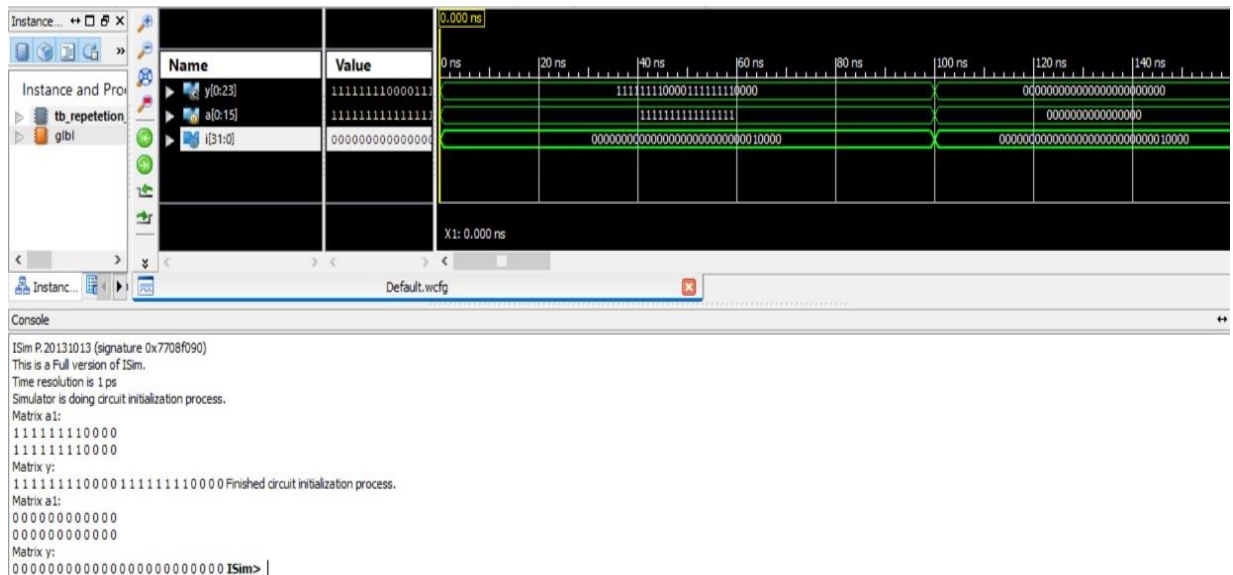 Instance...
»
0.000 ns
Name
Value
0 ns
20 ns
40 ns
60 ns
80 ns
100 ns
120 ns
140 ns
Instance and Pro
y[0:23]
1111111100001111
111111110000111111110000
000000000000000000000000
tb_repetetion_
a[0:15]
1111111111111111
0000000000000000
glbl
i[31:0]
00000000000000000000000000010000
00000000000000000000000000010000
X1: 0.000 ns
Instanc...
Default.wcfg
Console
ISim P.20131013 (signature 0x7708f090)
This is a Full version of ISim.
Time resolution is 1 ps
Simulator is doing circuit initialization process.
Matrix a1:
1 1 1 1 1 1 1 1 0 0 0 0
1 1 1 1 1 1 1 1 0 0 0 0
Matrix y:
1 1 1 1 1 1 1 1 0 0 0 0 1 1 1 1 1 1 1 1 0 0 0 0 Finished circuit initialization process.
Matrix a1:
0 0 0 0 0 0 0 0 0 0 0 0
0 0 0 0 0 0 0 0 0 0 0 0
Matrix y:
0 0 0 0 0 0 0 0 0 0 0 0 0 0 0 0 0 0 0 0 0 0 0 0 ISim>